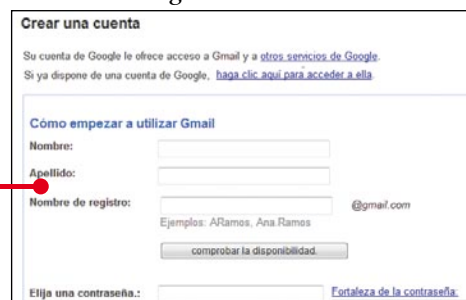 Crear una cuenta
Su cuenta de Google le ofrece acceso a Gmail y a otros servicios de Google.
Si ya dispone de una cuenta de Google, haga clic aquí para acceder a ella.
Cómo empezar a utilizar Gmail
Nombre:
Apellido:
Nombre de registro:
@gmail.com
Ejemplos: ARamos, Ana.Ramos
comprobar la disponibilidad.
Elija una contraseña.:
Fortaleza de la contraseña: